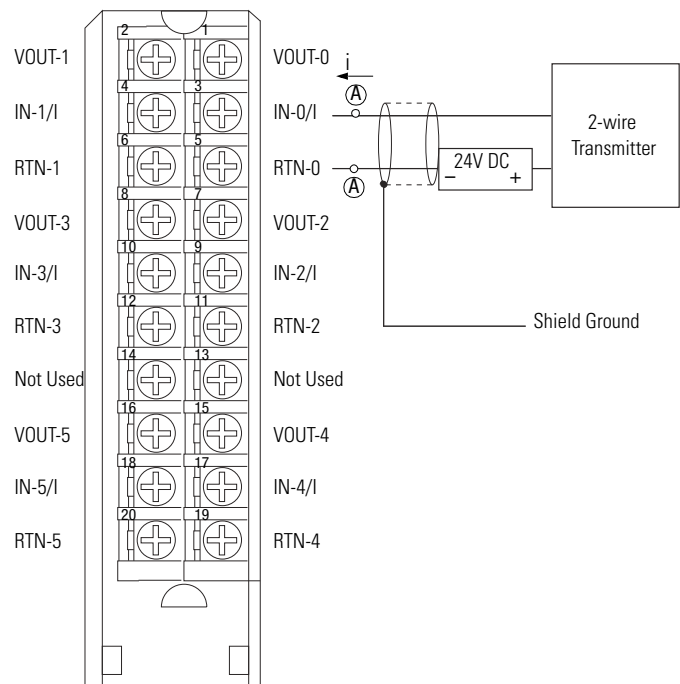 2 1
VOUT-1 VOUT-0 i
4 3 A
IN-1/I IN-0/I
2-wire
Transmitter
6 5
RTN-1 RTN-0 24V DC
A – +
8 7
VOUT-3 VOUT-2
10 9
IN-3/I IN-2/I
12 11
RTN-3 RTN-2 Shield Ground
14 13
Not Used Not Used
16 15
VOUT-5 VOUT-4
18 17
IN-5/I IN-4/I
20 19
RTN-5 RTN-4